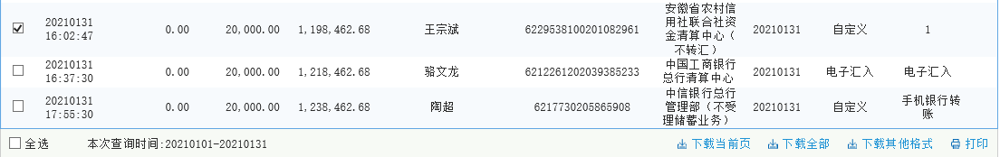 20210131 16:02:47 0.00 20,000.00 1,198,462.68 王宗斌 6229538100201082961 安徽省农村信用社联合社资金清算中心（不转汇） 20210131 自定义 1
20210131 16:37:30 0.00 20,000.00 1,218,462.68 骆文龙 6212261202039385233 中国工商银行总行清算中心 20210131 电子汇入 电子汇入
20210131 17:55:30 0.00 20,000.00 1,238,462.68 陶超 6217730205865908 中信银行总行管理部（不受理储蓄业务） 20210131 自定义 手机银行转账
全选 本次查询时间:20210101-20210131 下载当前页 下载全部 下载其他格式 打印